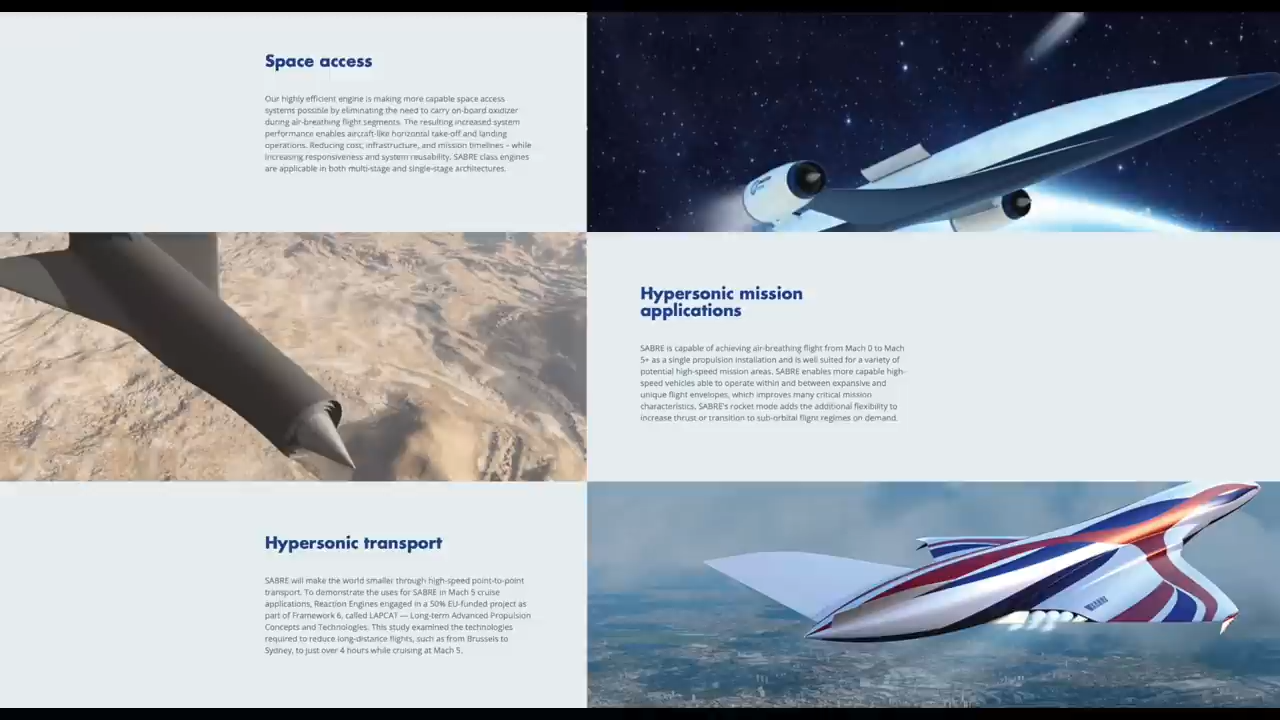 Space access
Our highly efficient engine is making more capable space access
systems possible by eliminating the need to carry on-board oxidizer
during air-breathing flight segments. The resulting increased system
performance enables aircraft-like horizontal take-off and landing
operations. Reducing cost, infrastructure, and mission timelines – while
increasing responsiveness and system reusability. SABRE class engines
are applicable in both multi-stage and single-stage architectures.
Hypersonic mission
applications
SABRE is capable of achieving air-breathing flight from Mach 0 to Mach
5+ as a single propulsion installation and is well suited for a variety of
potential high-speed mission areas. SABRE enables more capable high-
speed vehicles able to operate within and between expansive and
unique flight envelopes, which improves many critical mission
characteristics. SABRE's rocket mode adds the additional flexibility to
increase thrust or transition to sub-orbital flight regimes on demand.
Hypersonic transport
SABRE will make the world smaller through high-speed point-to-point
transport. To demonstrate the uses for SABRE in Mach 5 cruise
applications, Reaction Engines engaged in a 50% EU-funded project as
part of Framework 6, called LAPCAT — Long-term Advanced Propulsion
Concepts and Technologies. This study examined the technologies
required to reduce long-distance flights, such as from Brussels to
Sydney, to just over 4 hours while cruising at Mach 5.